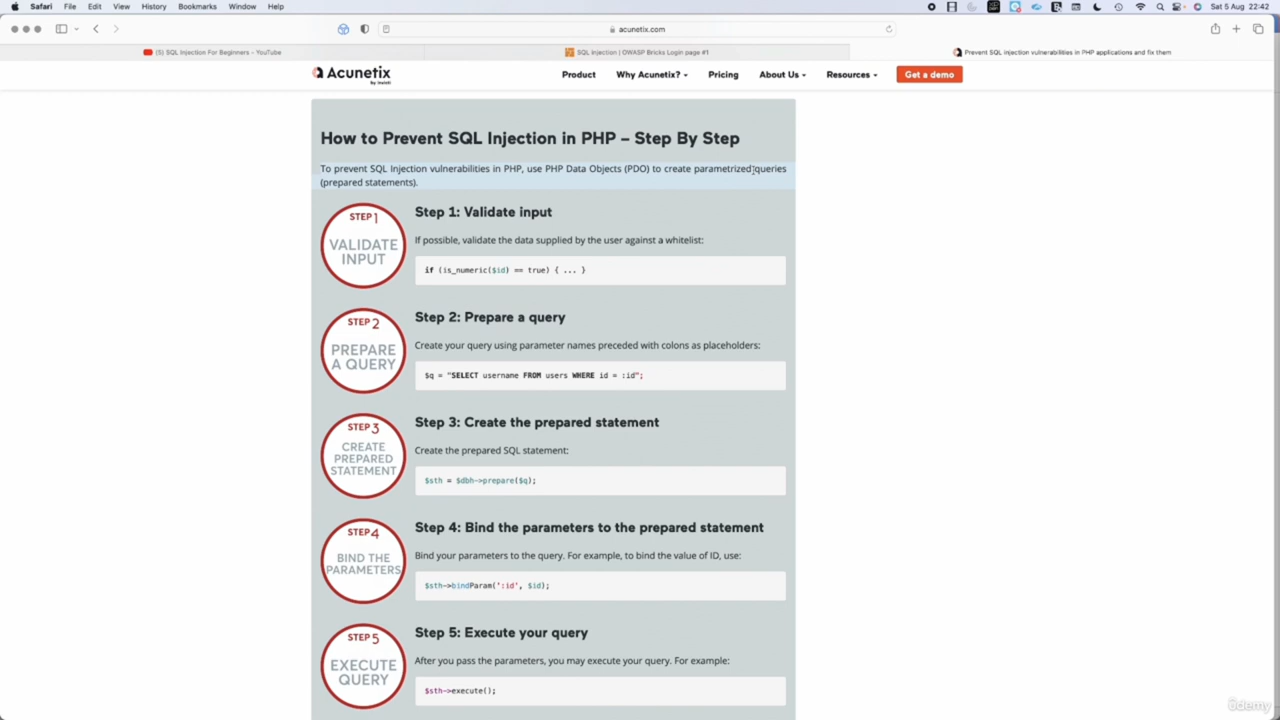 Safari File Edit View History Bookmarks Window Help Sat 5 Aug 22:42
acunetix.com
(5) SQL Injection For Beginners - YouTube
SQL Injection | OWASP Bricks Login page #1
Prevent SQL injection vulnerabilities in PHP applications and fix them
Acunetix
by Invicti
Product Why Acunetix? Pricing About Us Resources Get a demo
How to Prevent SQL Injection in PHP – Step By Step
To prevent SQL Injection vulnerabilities in PHP, use PHP Data Objects (PDO) to create parametrized queries
(prepared statements).
STEP 1
VALIDATE
INPUT
Step 1: Validate input
If possible, validate the data supplied by the user against a whitelist:
if (is_numeric($id) == true) { ... }
STEP 2
PREPARE
A QUERY
Step 2: Prepare a query
Create your query using parameter names preceded with colons as placeholders:
$q = "SELECT username FROM users WHERE id = :id";
STEP 3
CREATE
PREPARED
STATEMENT
Step 3: Create the prepared statement
Create the prepared SQL statement:
$sth = $dbh->prepare($q);
STEP 4
BIND THE
PARAMETERS
Step 4: Bind the parameters to the prepared statement
Bind your parameters to the query. For example, to bind the value of ID, use:
$sth->bindParam(':id', $id);
STEP 5
EXECUTE
QUERY
Step 5: Execute your query
After you pass the parameters, you may execute your query. For example:
$sth->execute();
ûdemy